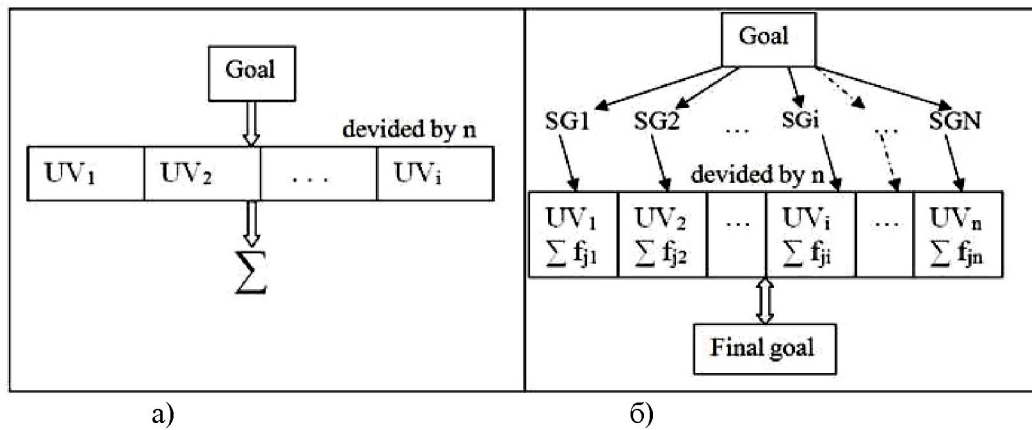 Goal
devided by n
UV₁ UV₂ . . . UVᵢ
∑
a)
Goal
SG1 SG2 ... SGi ... SGN
devided by n
UV₁ UV₂ ... UVᵢ ... UVₙ
∑ fⱼ₁ ∑ fⱼ₂ ∑ fⱼᵢ ∑ fⱼₙ
Final goal
б)